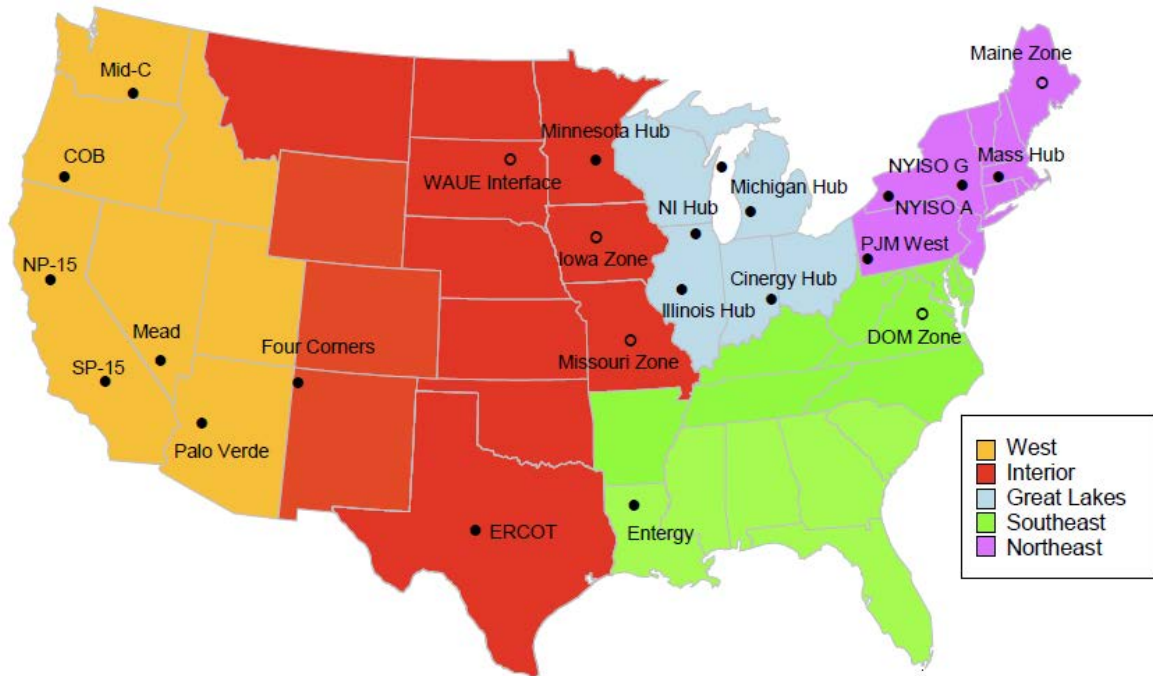 Maine Zone
Mid-C
Minnesota Hub
COB
NYISO G
Mass Hub
WAUE Interface
Michigan Hub
NI Hub
NYISO A
PJM West
Iowa Zone
NP-15
Cinergy Hub
Illinois Hub
Mead
DOM Zone
Four Corners
Missouri Zone
SP-15
Palo Verde
ERCOT
Entergy
West
Interior
Great Lakes
Southeast
Northeast